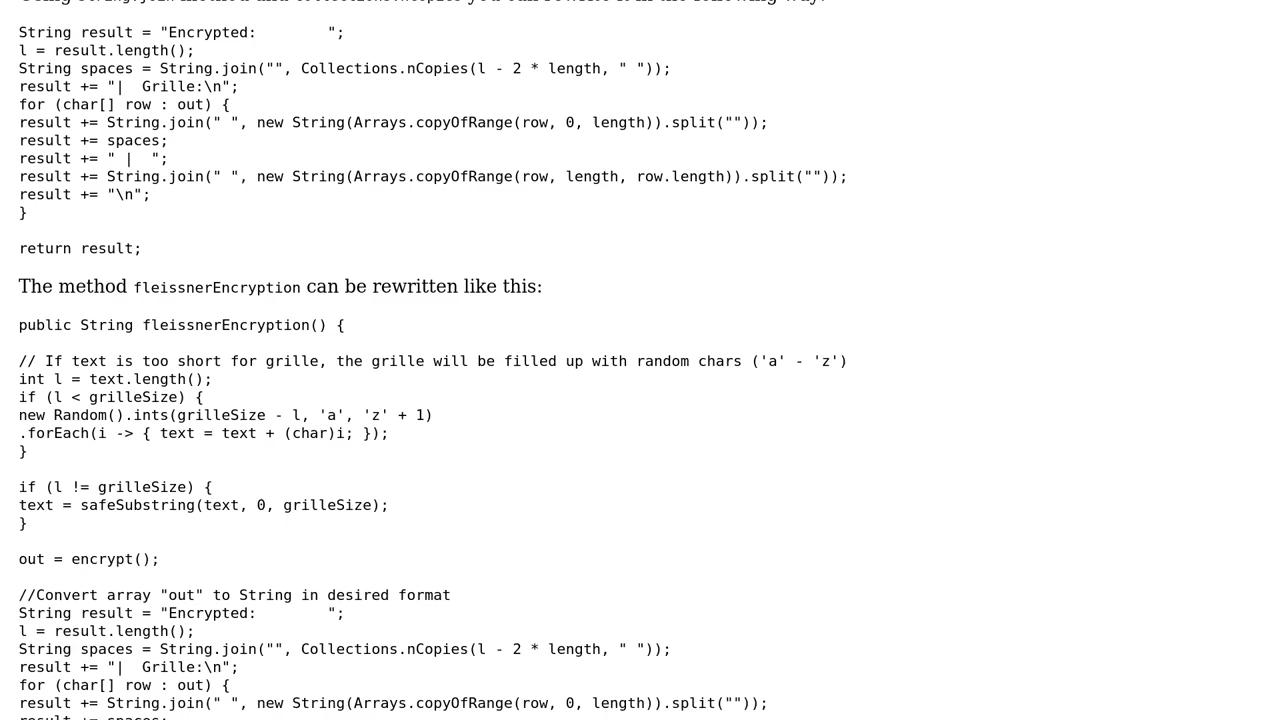 String result = "Encrypted:        ";
l = result.length();
String spaces = String.join("", Collections.nCopies(l - 2 * length, " "));
result += "|  Grille:\n";
for (char[] row : out) {
result += String.join(" ", new String(Arrays.copyOfRange(row, 0, length)).split(""));
result += spaces;
result += " |  ";
result += String.join(" ", new String(Arrays.copyOfRange(row, length, row.length)).split(""));
result += "\n";
}

return result;

The method fleissnerEncryption can be rewritten like this:

public String fleissnerEncryption() {

// If text is too short for grille, the grille will be filled up with random chars ('a' - 'z')
int l = text.length();
if (l < grilleSize) {
new Random().ints(grilleSize - l, 'a', 'z' + 1)
.forEach(i -> { text = text + (char)i; });
}

if (l != grilleSize) {
text = safeSubstring(text, 0, grilleSize);
}

out = encrypt();

//Convert array "out" to String in desired format
String result = "Encrypted:        ";
l = result.length();
String spaces = String.join("", Collections.nCopies(l - 2 * length, " "));
result += "|  Grille:\n";
for (char[] row : out) {
result += String.join(" ", new String(Arrays.copyOfRange(row, 0, length)).split(""));